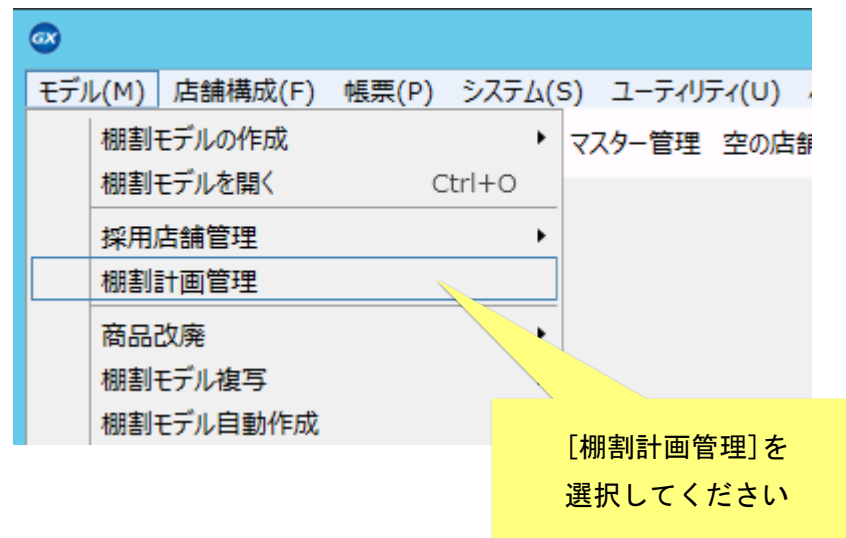 GX
モデル(M) 店舗構成(F) 帳票(P) システム(S) ユーティリティ(U)
棚割モデルの作成 マスター管理 空の店舗
棚割モデルを開く Ctrl+O
採用店舗管理
棚割計画管理
商品改廃
棚割モデル複写
棚割モデル自動作成
[棚割計画管理]を
選択してください